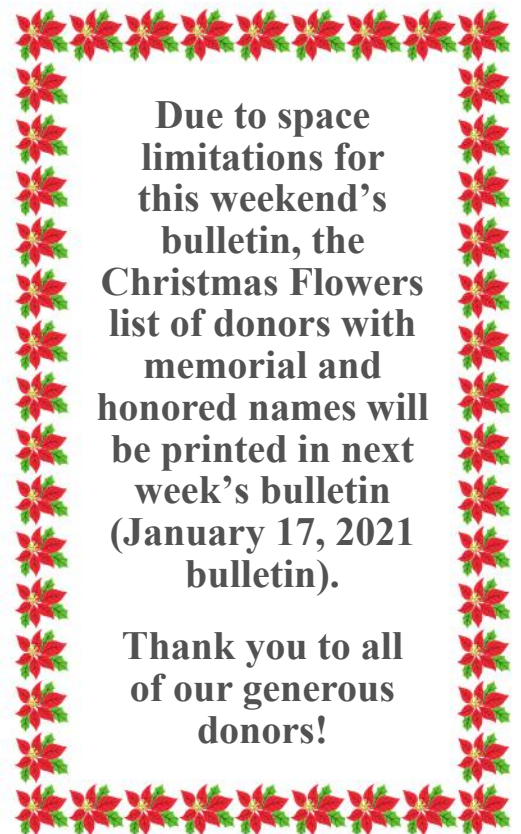 Due to space
limitations for
this weekend’s
bulletin, the
Christmas Flowers
list of donors with
memorial and
honored names will
be printed in next
week’s bulletin
(January 17, 2021
bulletin).
Thank you to all
of our generous
donors!